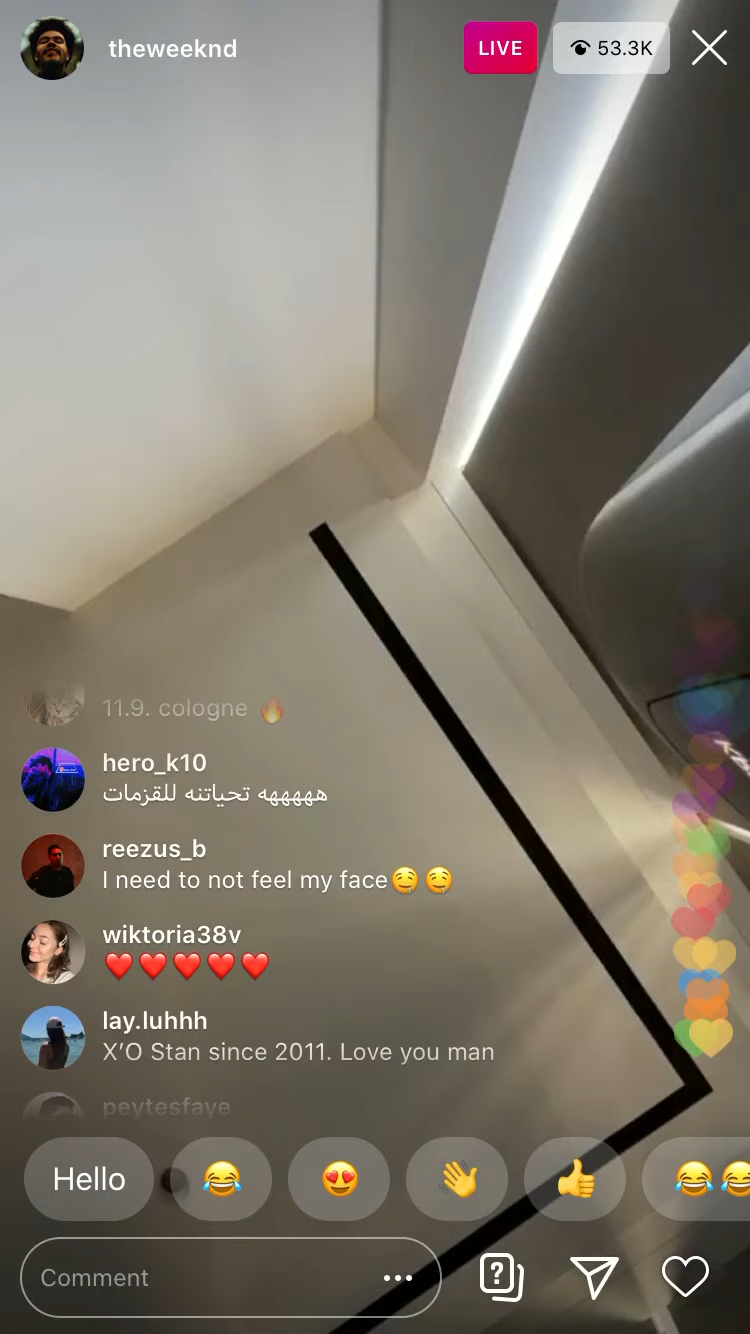 theweeknd
LIVE
53.3K
11.9. cologne 🔥
hero_k10
هههههه تحياتنه للقزمات
reezus_b
I need to not feel my face🤤 🤤
wiktoria38v
❤️❤️❤️❤️❤️
lay.luhhh
X’O Stan since 2011. Love you man
peytesfaye
Hello 😂 😍 👋 👍 😂😂
Comment